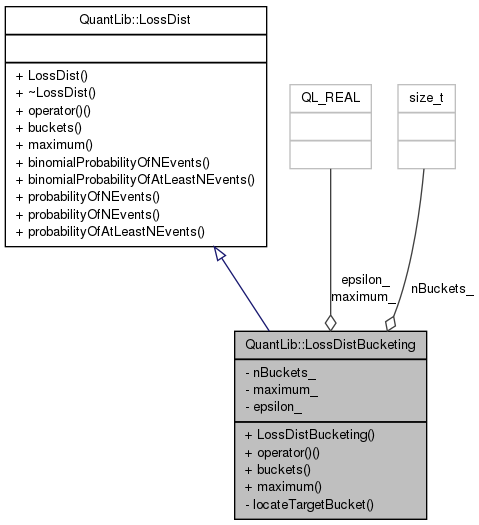 QuantLib::LossDist
+ LossDist()
+ ~LossDist()
+ operator()()
+ buckets()
+ maximum()
+ binomialProbabilityOfNEvents()
+ binomialProbabilityOfAtLeastNEvents()
+ probabilityOfNEvents()
+ probabilityOfNEvents()
+ probabilityOfAtLeastNEvents()
QL_REAL
size_t
epsilon_
maximum_
nBuckets_
QuantLib::LossDistBucketing
- nBuckets_
- maximum_
- epsilon_
+ LossDistBucketing()
+ operator()()
+ buckets()
+ maximum()
- locateTargetBucket()